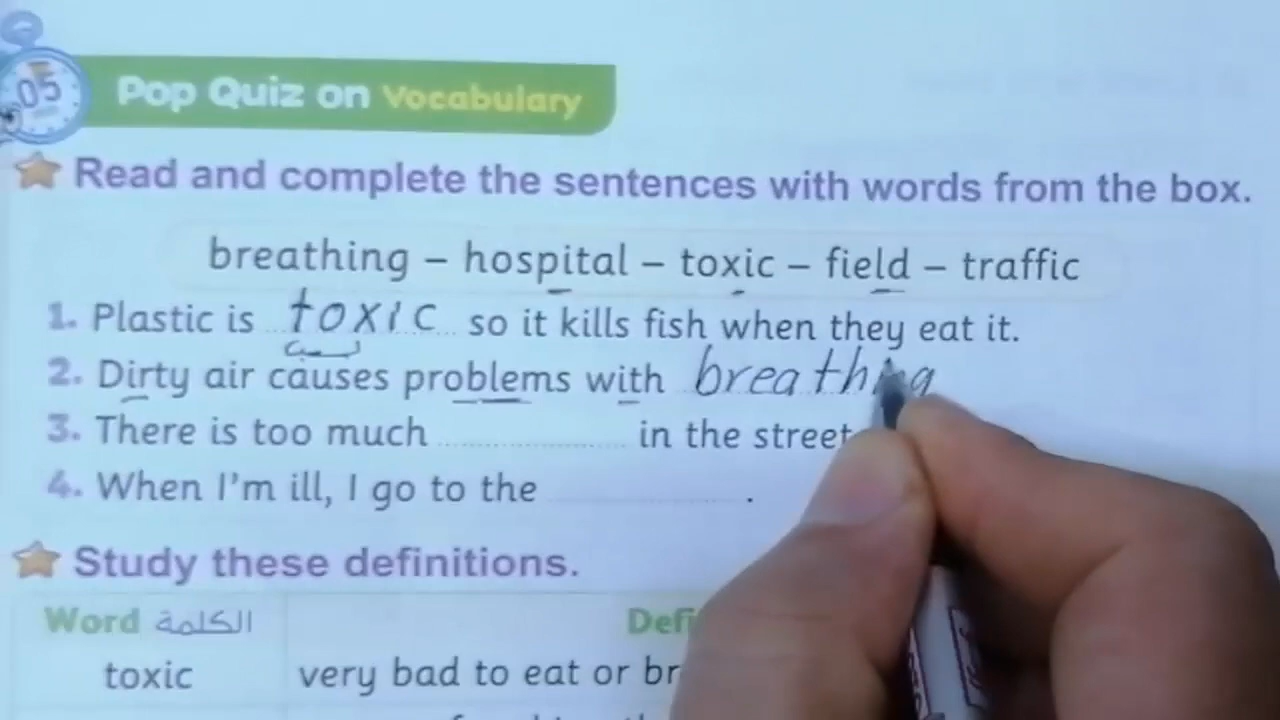 05
Pop Quiz on Vocabulary
Read and complete the sentences with words from the box.
breathing – hospital – toxic – field – traffic
1. Plastic is toxic so it kills fish when they eat it.
2. Dirty air causes problems with breathing
3. There is too much .................... in the street
4. When I'm ill, I go to the .................... .
Study these definitions.
Word الكلمة
toxic very bad to eat or